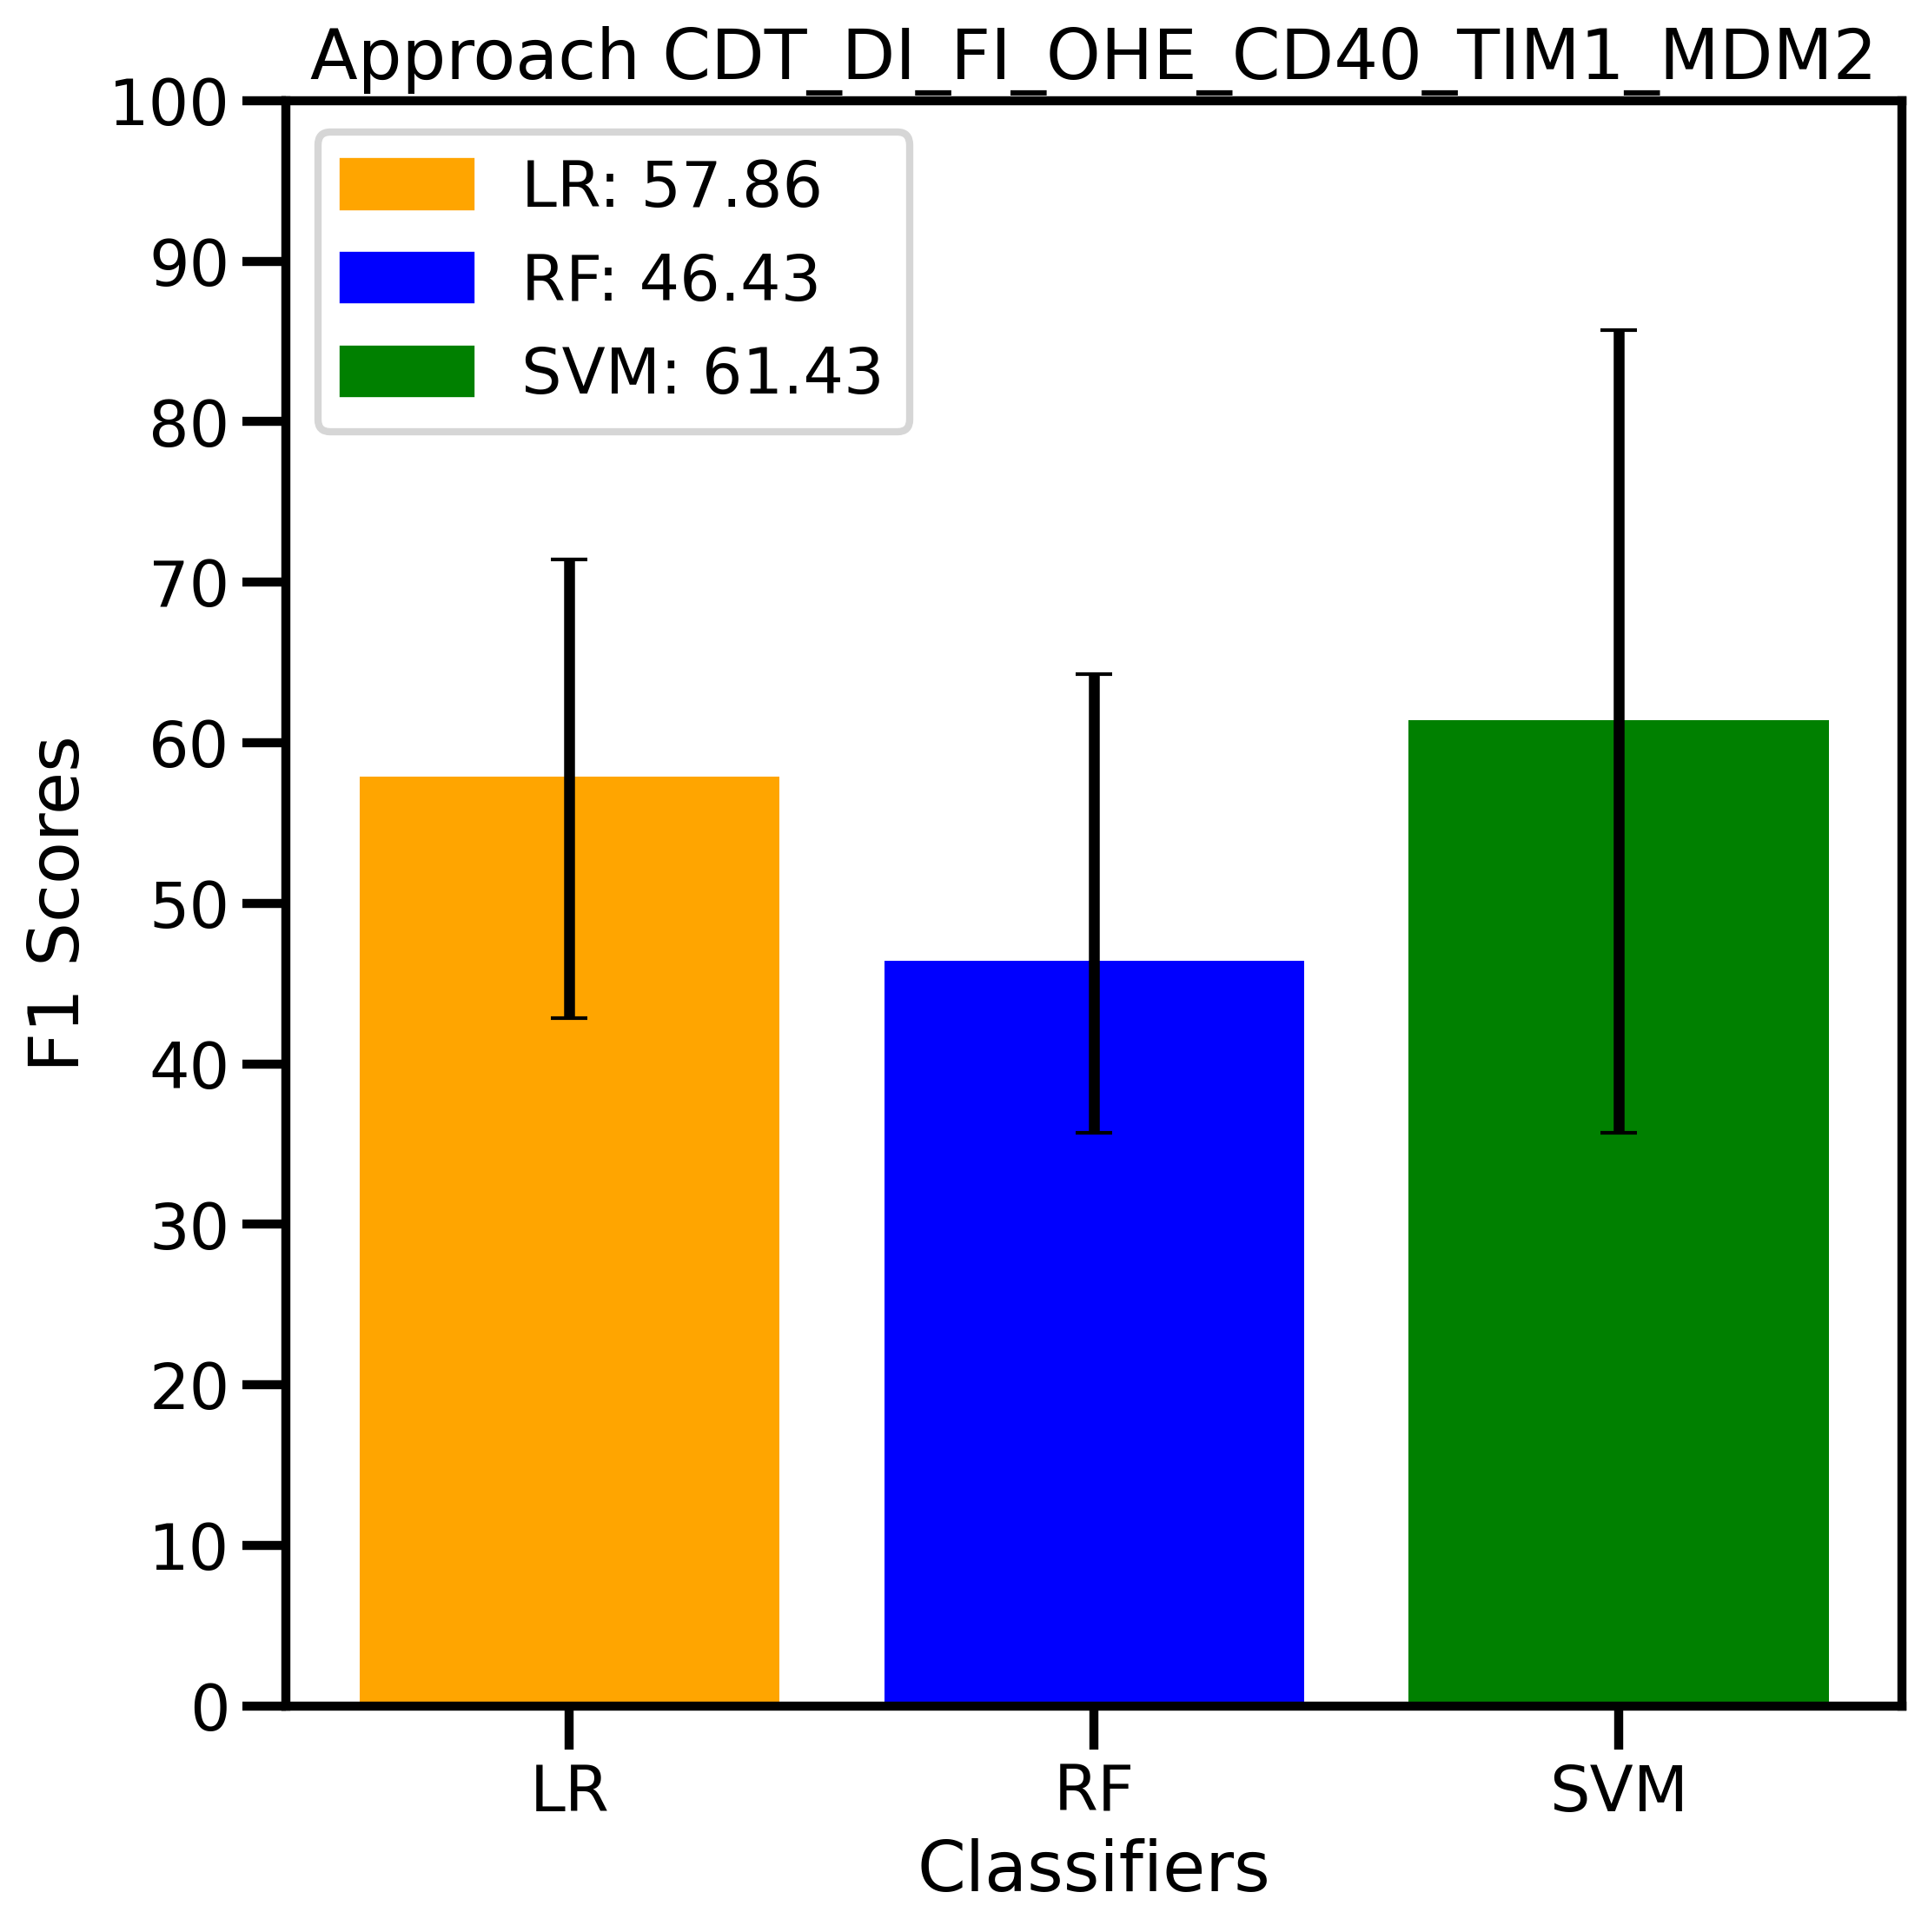 Approach CDT_DI_FI_OHE_CD40_TIM1_MDM2
100
90
80
70
60
50
40
30
20
10
0
F1 Scores
LR: 57.86
RF: 46.43
SVM: 61.43
LR
RF
SVM
Classifiers